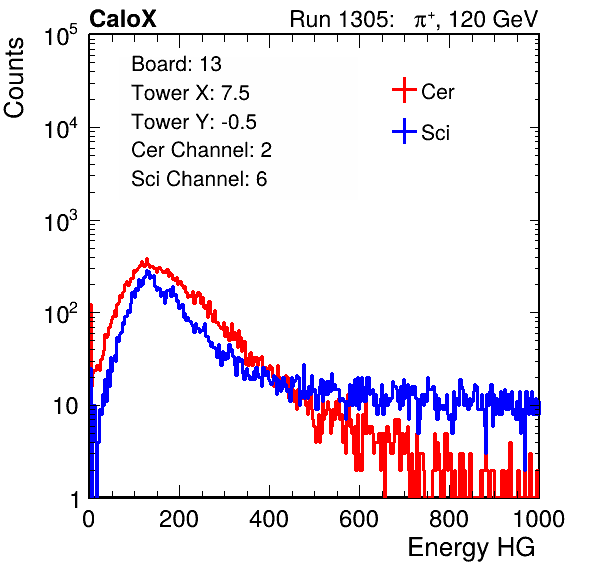 CaloX Run 1305: π⁺, 120 GeV
Counts
Board: 13
Tower X: 7.5
Tower Y: -0.5
Cer Channel: 2
Sci Channel: 6
Cer
Sci
10⁵
10⁴
10³
10²
10
1
0 200 400 600 800 1000
Energy HG